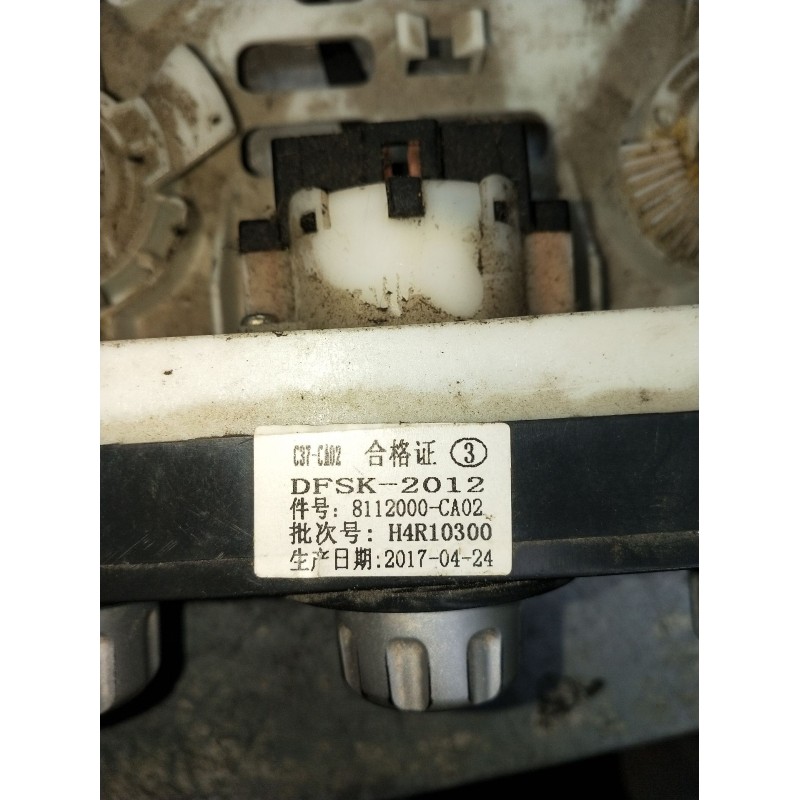 C37-CA02 合格证 ③
DFSK-2012
件号: 8112000-CA02
批次号: H4R10300
生产日期:2017-04-24